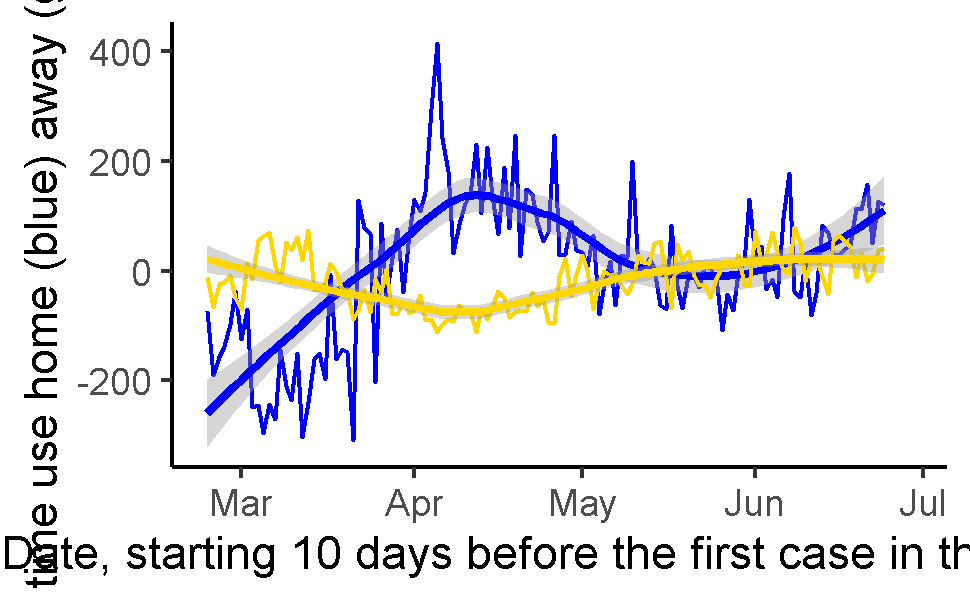 time use home (blue) away (
400
200
0
-200
Mar Apr May Jun Jul
Date, starting 10 days before the first case in th